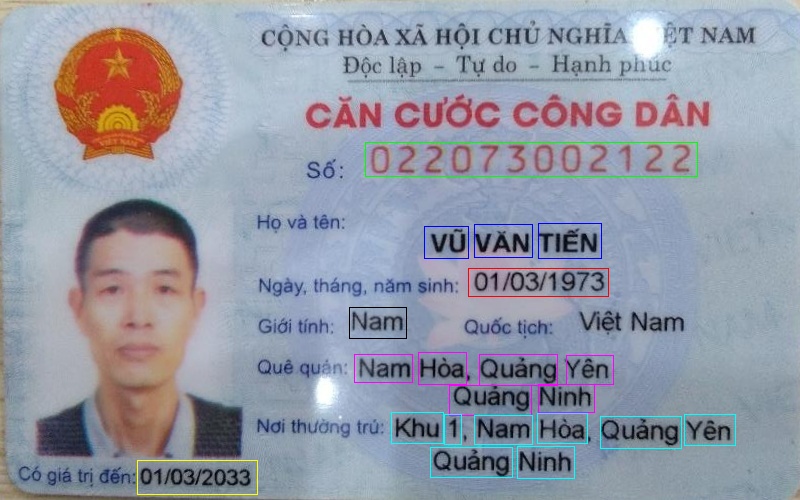 CỘNG HÒA XÃ HỘI CHỦ NGHĨA VIỆT NAM
Độc lập – Tự do – Hạnh phúc
CĂN CƯỚC CÔNG DÂN
Số: 022073002122
Họ và tên:
VŨ VĂN TIẾN
Ngày, tháng, năm sinh: 01/03/1973
Giới tính: Nam Quốc tịch: Việt Nam
Quê quán: Nam Hòa, Quảng Yên
Quảng Ninh
Nơi thường trú: Khu 1, Nam Hòa, Quảng Yên
Quảng Ninh
Có giá trị đến: 01/03/2033
VIỆT NAM